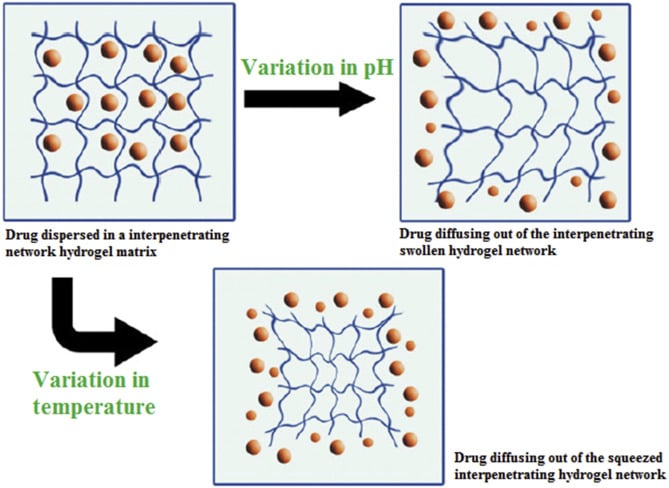 Variation in pH
Drug dispersed in a interpenetrating
network hydrogel matrix
Drug diffusing out of the interpenetrating
swollen hydrogel network
Variation in
temperature
Drug diffusing out of the squeezed
interpenetrating hydrogel network